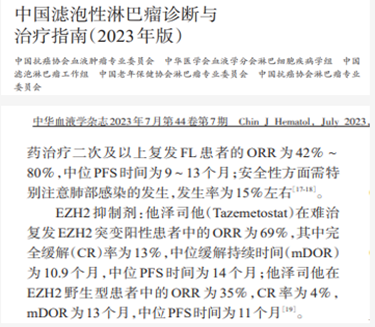 中国滤泡性淋巴瘤诊断与
治疗指南(2023年版)
中国抗癌协会血液肿瘤专业委员会 中华医学会血液学分会淋巴细胞疾病学组 中国
滤泡淋巴瘤工作组 中国老年保健协会淋巴瘤专业委员会 中国抗癌协会淋巴瘤专业
委员会
中华血液学杂志2023年7月第44卷第7期 Chin J Hematol, July 2023,
药治疗二次及以上复发FL患者的ORR为42%~
80%,中位PFS时间为9~13个月;安全性方面需特
别注意肺部感染的发生,发生率为15%左右[17-18]。
EZH2抑制剂:他泽司他(Tazemetostat)在难治
复发EZH2突变阳性患者中的ORR为69%,其中完
全缓解(CR)率为13%,中位缓解持续时间(mDOR)
为10.9个月,中位PFS时间为14个月;他泽司他在
EZH2野生型患者中的ORR为35%,CR率为4%,
mDOR为13个月,中位PFS时间为11个月[19]。